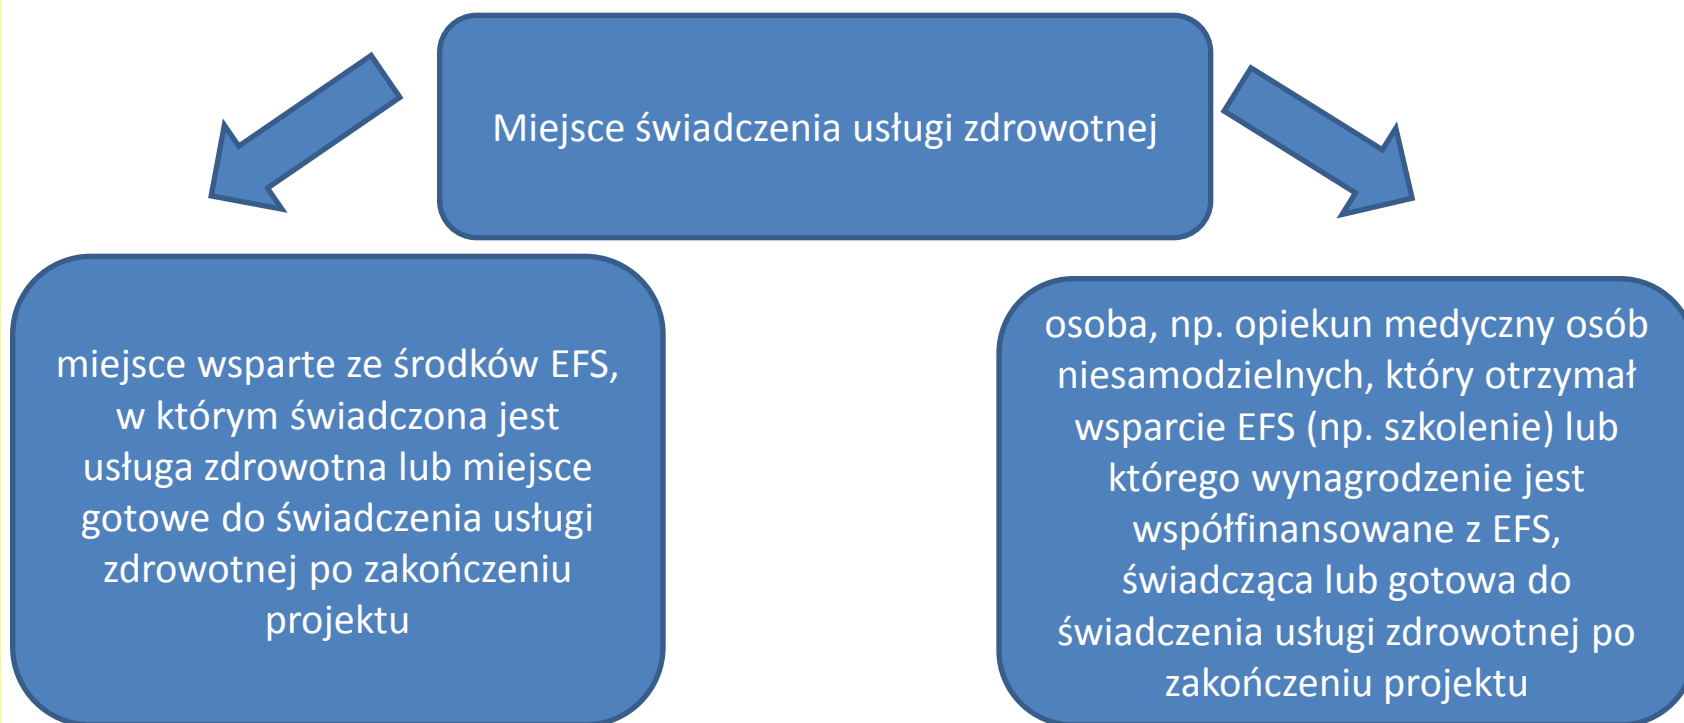 Miejsce świadczenia usługi zdrowotnej
miejsce wsparte ze środków EFS,
w którym świadczona jest
usługa zdrowotna lub miejsce
gotowe do świadczenia usługi
zdrowotnej po zakończeniu
projektu
osoba, np. opiekun medyczny osób
niesamodzielnych, który otrzymał
wsparcie EFS (np. szkolenie) lub
którego wynagrodzenie jest
współfinansowane z EFS,
świadcząca lub gotowa do
świadczenia usługi zdrowotnej po
zakończeniu projektu